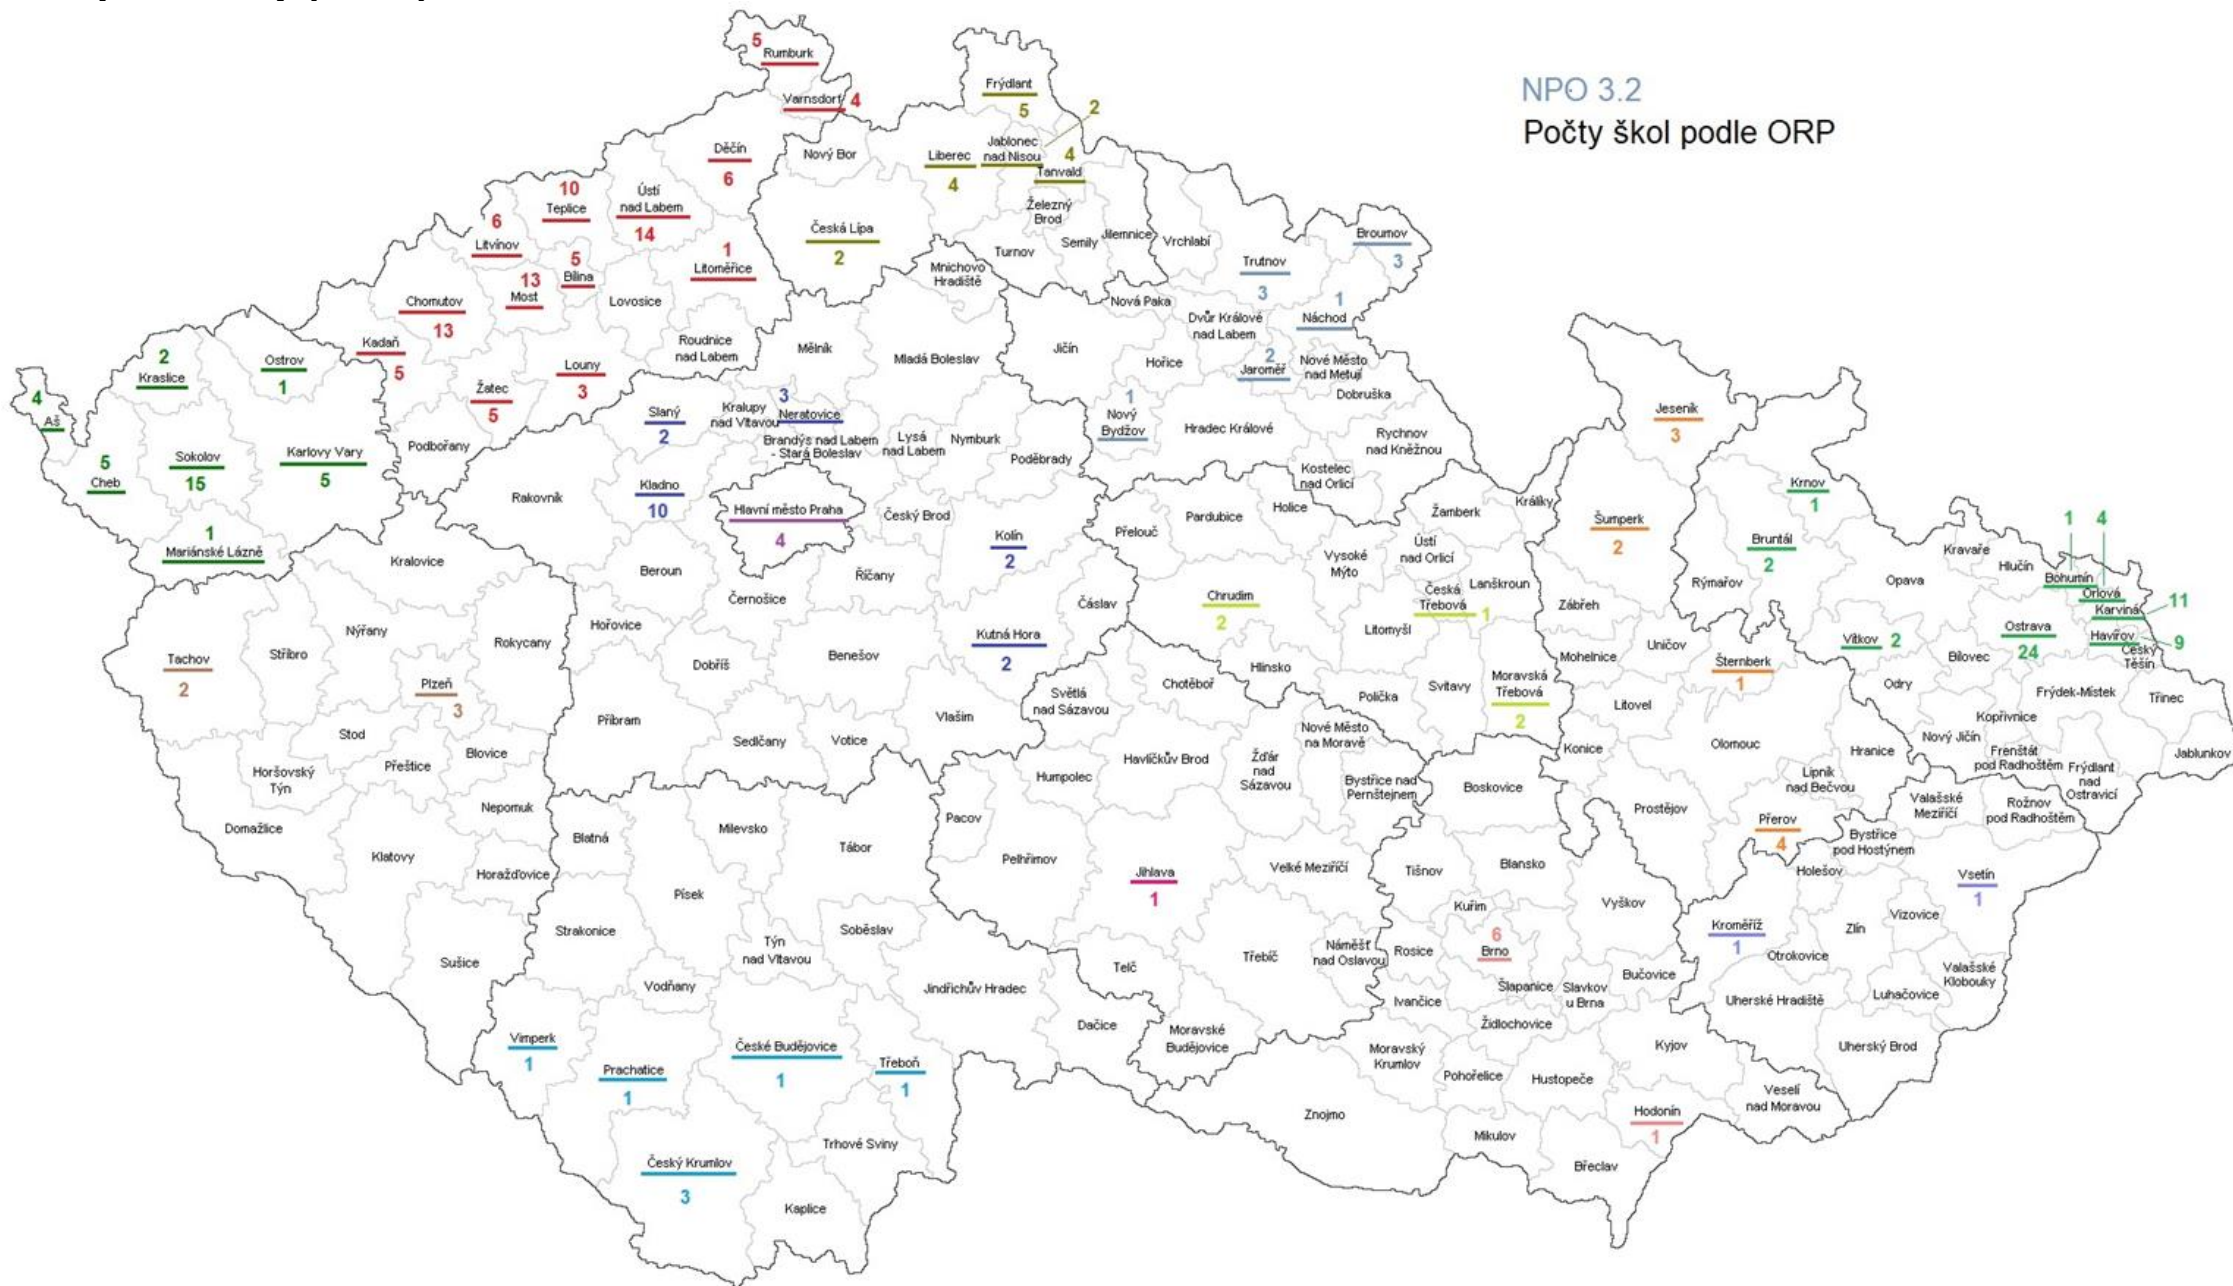 NPO 3.2
Počty škol podle ORP
5
Rumburk
Varnsdorf 4
Frýdlant
5
2
Děčín
6
Nový Bor
Liberec
4
Jablonec
nad Nisou
4
Tanvald
Železný
Brod
10
Teplice
Ústí
nad Labem
14
6
Litvínov
5
Bílina
1
Litoměřice
Česká Lípa
2
Turnov
Semily
Jilemnice
Vrchlabí
Trutnov
3
Broumov
3
1
Náchod
Mnichovo
Hradiště
13
Most
Chomutov
13
Lovosice
Nová Paka
Dvůr Králové
nad Labem
Kadaň
5
Roudnice
nad Labem
Mělník
Mladá Boleslav
Jičín
Hořice
2
Jaroměř
Nové Město
nad Metují
Dobruška
2
Kraslice
Ostrov
1
Louny
3
Žatec
5
4
Aš
Podbořany
Slaný
2
Kralupy
nad Vltavou
3
Neratovice
Brandýs nad Labem
- Stará Boleslav
Lysá
nad Labem
Nymburk
Poděbrady
1
Nový
Bydžov
Hradec Králové
Rychnov
nad Kněžnou
Kostelec
nad Orlicí
Jeseník
3
5
Cheb
Sokolov
15
Karlovy Vary
5
Rakovník
Kladno
10
Hlavní město Praha
4
Český Brod
Kolín
2
Přelouč
Pardubice
Holice
Žamberk
Králíky
Šumperk
2
Krnov
1
Bruntál
2
Rýmařov
1
Mariánské Lázně
Kralovice
Beroun
Černošice
Říčany
Čáslav
Vysoké
Mýto
Ústí
nad Orlicí
Lanškroun
Česká
Třebová 1
Chrudim
2
Litomyšl
Zábřeh
Opava
Kravaře
Hlučín
1
4
Bohumín
Orlová
Karviná
11
Havířov
9
Český
Těšín
Ostrava
24
Vítkov 2
Bílovec
Odry
Tachov
2
Stříbro
Nýřany
Plzeň
3
Rokycany
Hořovice
Dobříš
Benešov
Kutná Hora
2
Hlinsko
Světlá
nad Sázavou
Chotěboř
Polička
Svitavy
Moravská
Třebová
2
Mohelnice
Uničov
Šternberk
1
Litovel
Frýdek-Místek
Třinec
Jablunkov
Kopřivnice
Nový Jičín
Frenštát
pod Radhoštěm
Frýdlant
nad
Ostravicí
Stod
Blovice
Přeštice
Příbram
Sedlčany
Votice
Vlašim
Humpolec
Havlíčkův Brod
Žďár
nad
Sázavou
Nové Město
na Moravě
Bystřice nad
Pernštejnem
Boskovice
Konice
Olomouc
Hranice
Lipník
nad Bečvou
Prostějov
Přerov
4
Valašské
Meziříčí
Rožnov
pod Radhoštěm
Bystřice
pod Hostýnem
Horšovský
Týn
Nepomuk
Domažlice
Klatovy
Horažďovice
Blatná
Milevsko
Tábor
Pacov
Pelhřimov
Jihlava
1
Velké Meziříčí
Tišnov
Blansko
Vyškov
Holešov
Vsetín
1
Vizovice
Zlín
Kroměříž
1
Otrokovice
Písek
Strakonice
Sušice
Vodňany
Týn
nad Vltavou
Soběslav
Jindřichův Hradec
Telč
Třebíč
Náměšť
nad Oslavou
Kuřim
Rosice
6
Brno
Ivančice
Šlapanice
Slavkov
u Brna
Bučovice
Valašské
Klobouky
Luhačovice
Uherské Hradiště
Židlochovice
Dačice
Moravské
Budějovice
Moravský
Krumlov
Kyjov
Uherský Brod
Vimperk
1
Prachatice
1
České Budějovice
1
Třeboň
1
Pohořelice
Hustopeče
Veselí
nad Moravou
Hodonín
1
Znojmo
Mikulov
Břeclav
Trhové Sviny
Český Krumlov
3
Kaplice